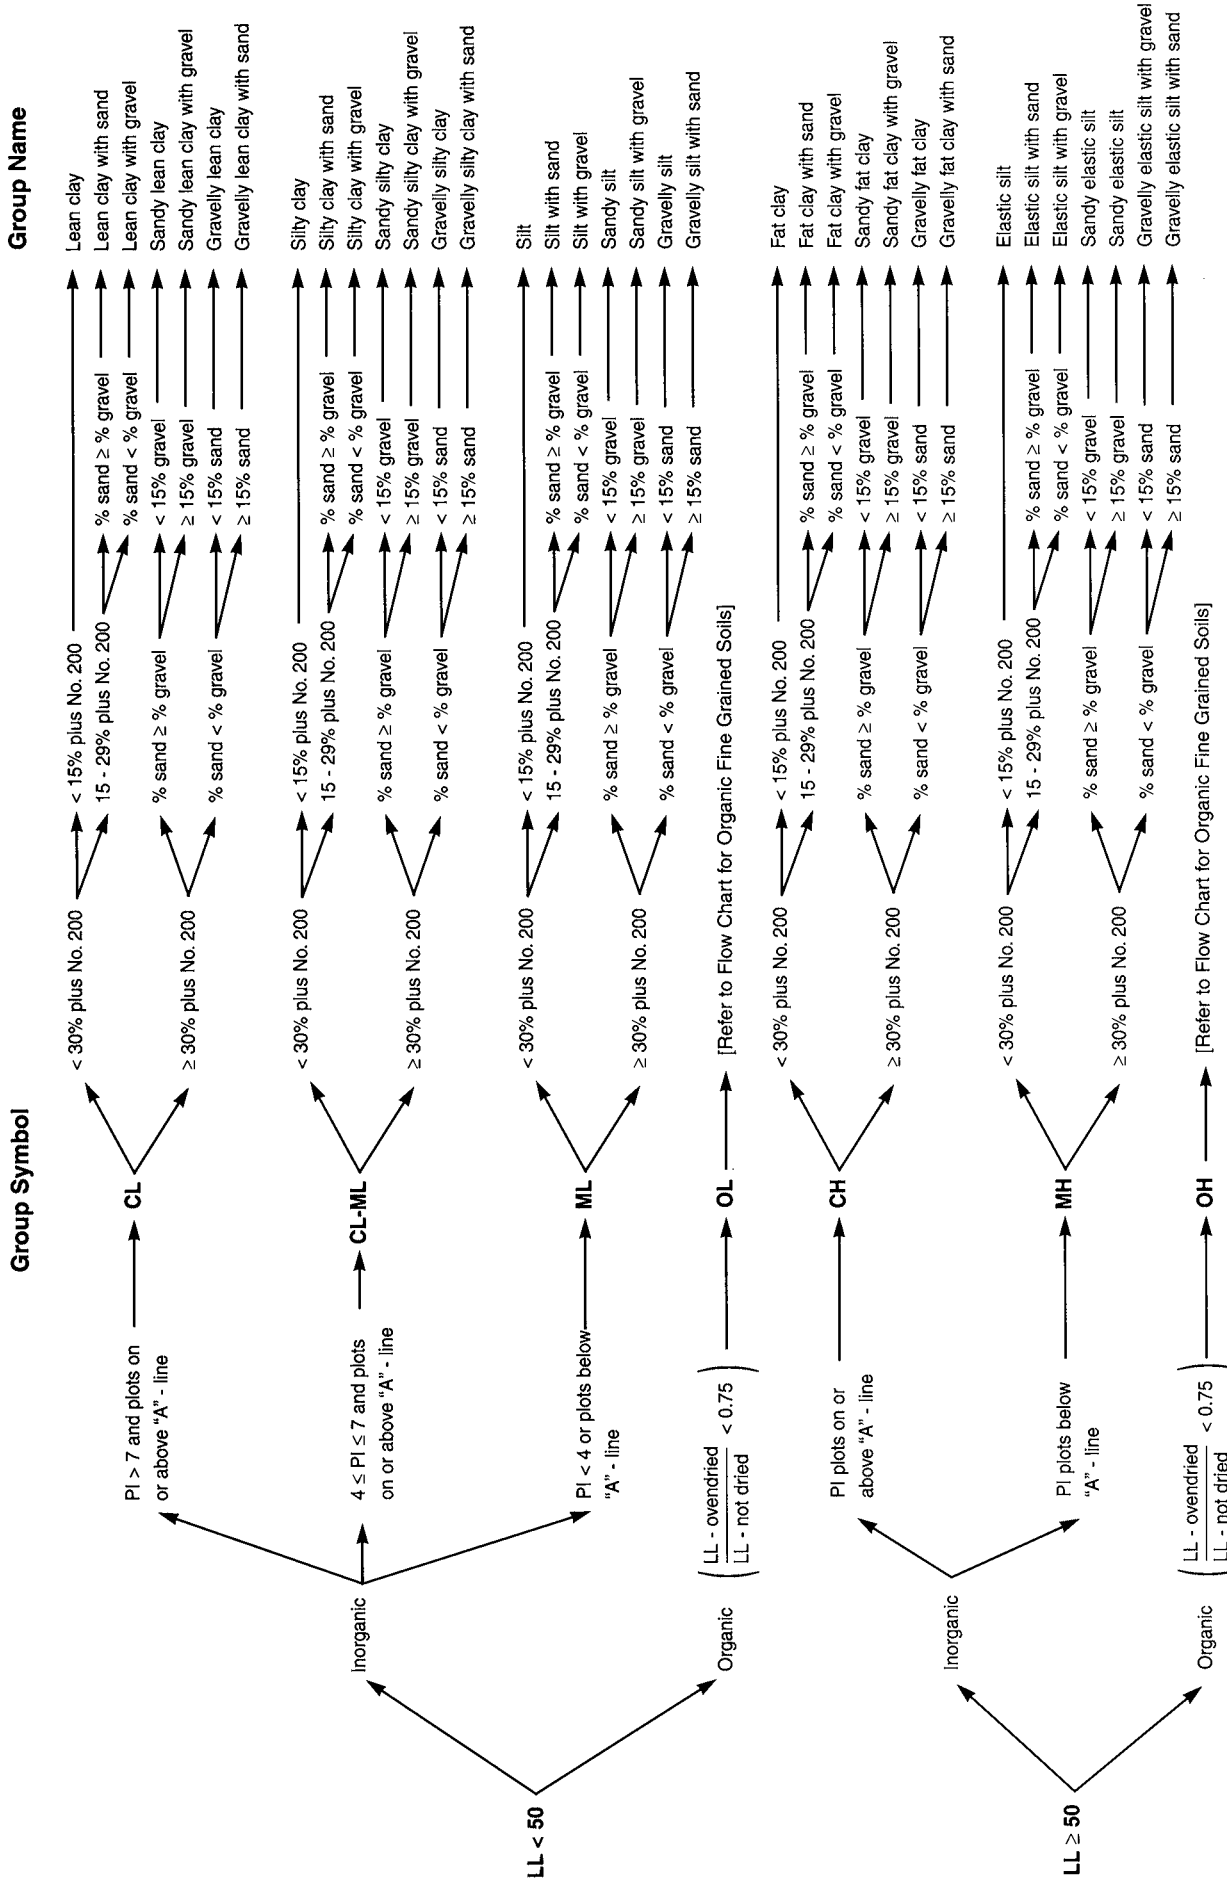 Group Symbol
Group Name
LL < 50
Inorganic
PI > 7 and plots on
or above "A" - line
CL
< 30% plus No. 200
< 15% plus No. 200
Lean clay
15 - 29% plus No. 200
% sand ≥ % gravel
Lean clay with sand
% sand < % gravel
Lean clay with gravel
≥ 30% plus No. 200
% sand ≥ % gravel
< 15% gravel
Sandy lean clay
≥ 15% gravel
Sandy lean clay with gravel
% sand < % gravel
< 15% sand
Gravelly lean clay
≥ 15% sand
Gravelly lean clay with sand
4 ≤ PI ≤ 7 and plots
on or above "A" - line
CL-ML
< 30% plus No. 200
< 15% plus No. 200
Silty clay
15 - 29% plus No. 200
% sand ≥ % gravel
Silty clay with sand
% sand < % gravel
Silty clay with gravel
≥ 30% plus No. 200
% sand ≥ % gravel
< 15% gravel
Sandy silty clay
≥ 15% gravel
Sandy silty clay with gravel
% sand < % gravel
< 15% sand
Gravelly silty clay
≥ 15% sand
Gravelly silty clay with sand
PI < 4 or plots below
"A" - line
ML
< 30% plus No. 200
< 15% plus No. 200
Silt
15 - 29% plus No. 200
% sand ≥ % gravel
Silt with sand
% sand < % gravel
Silt with gravel
≥ 30% plus No. 200
% sand ≥ % gravel
< 15% gravel
Sandy silt
≥ 15% gravel
Sandy silt with gravel
% sand < % gravel
< 15% sand
Gravelly silt
≥ 15% sand
Gravelly silt with sand
Organic
LL - ovendried
LL - not dried
< 0.75
OL
[Refer to Flow Chart for Organic Fine Grained Soils]
LL ≥ 50
Inorganic
PI plots on or
above "A" - line
CH
< 30% plus No. 200
< 15% plus No. 200
Fat clay
15 - 29% plus No. 200
% sand ≥ % gravel
Fat clay with sand
% sand < % gravel
Fat clay with gravel
≥ 30% plus No. 200
% sand ≥ % gravel
< 15% gravel
Sandy fat clay
≥ 15% gravel
Sandy fat clay with gravel
% sand < % gravel
< 15% sand
Gravelly fat clay
≥ 15% sand
Gravelly fat clay with sand
PI plots below
"A" - line
MH
< 30% plus No. 200
< 15% plus No. 200
Elastic silt
15 - 29% plus No. 200
% sand ≥ % gravel
Elastic silt with sand
% sand < % gravel
Elastic silt with gravel
≥ 30% plus No. 200
% sand ≥ % gravel
< 15% gravel
Sandy elastic silt
≥ 15% gravel
Sandy elastic silt
% sand < % gravel
< 15% sand
Gravelly elastic silt with gravel
≥ 15% sand
Gravelly elastic silt with sand
Organic
LL - ovendried
LL - not dried
< 0.75
OH
[Refer to Flow Chart for Organic Fine Grained Soils]